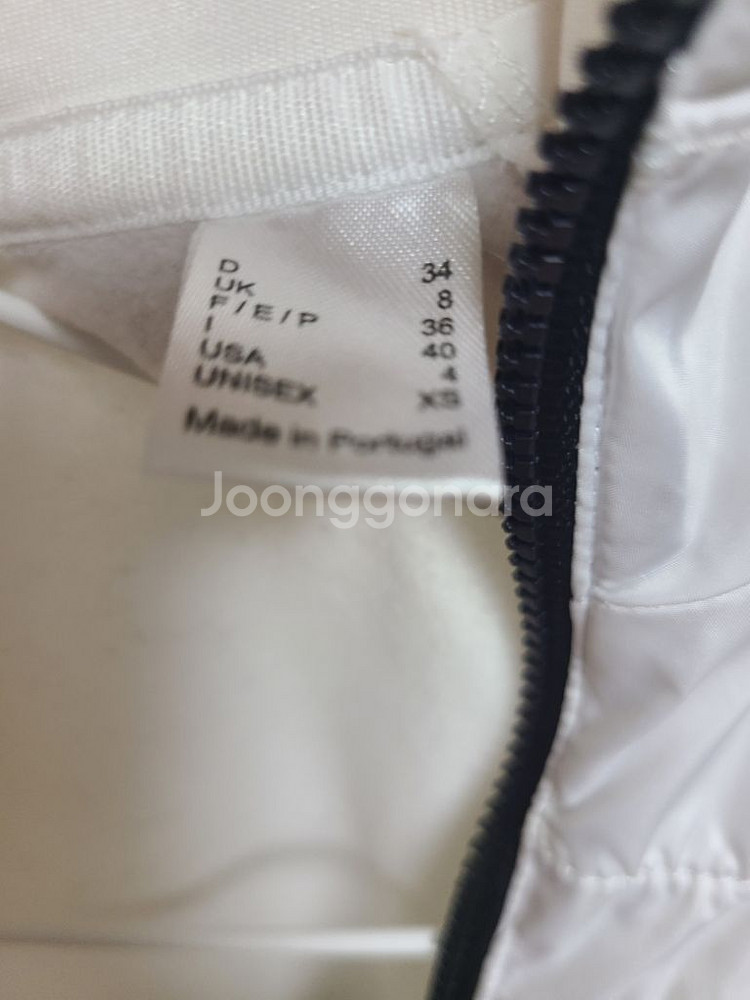 D 34
UK 8
F / E / P 36
I 40
USA 4
UNISEX XS
Made in Portugal
Joonggonara